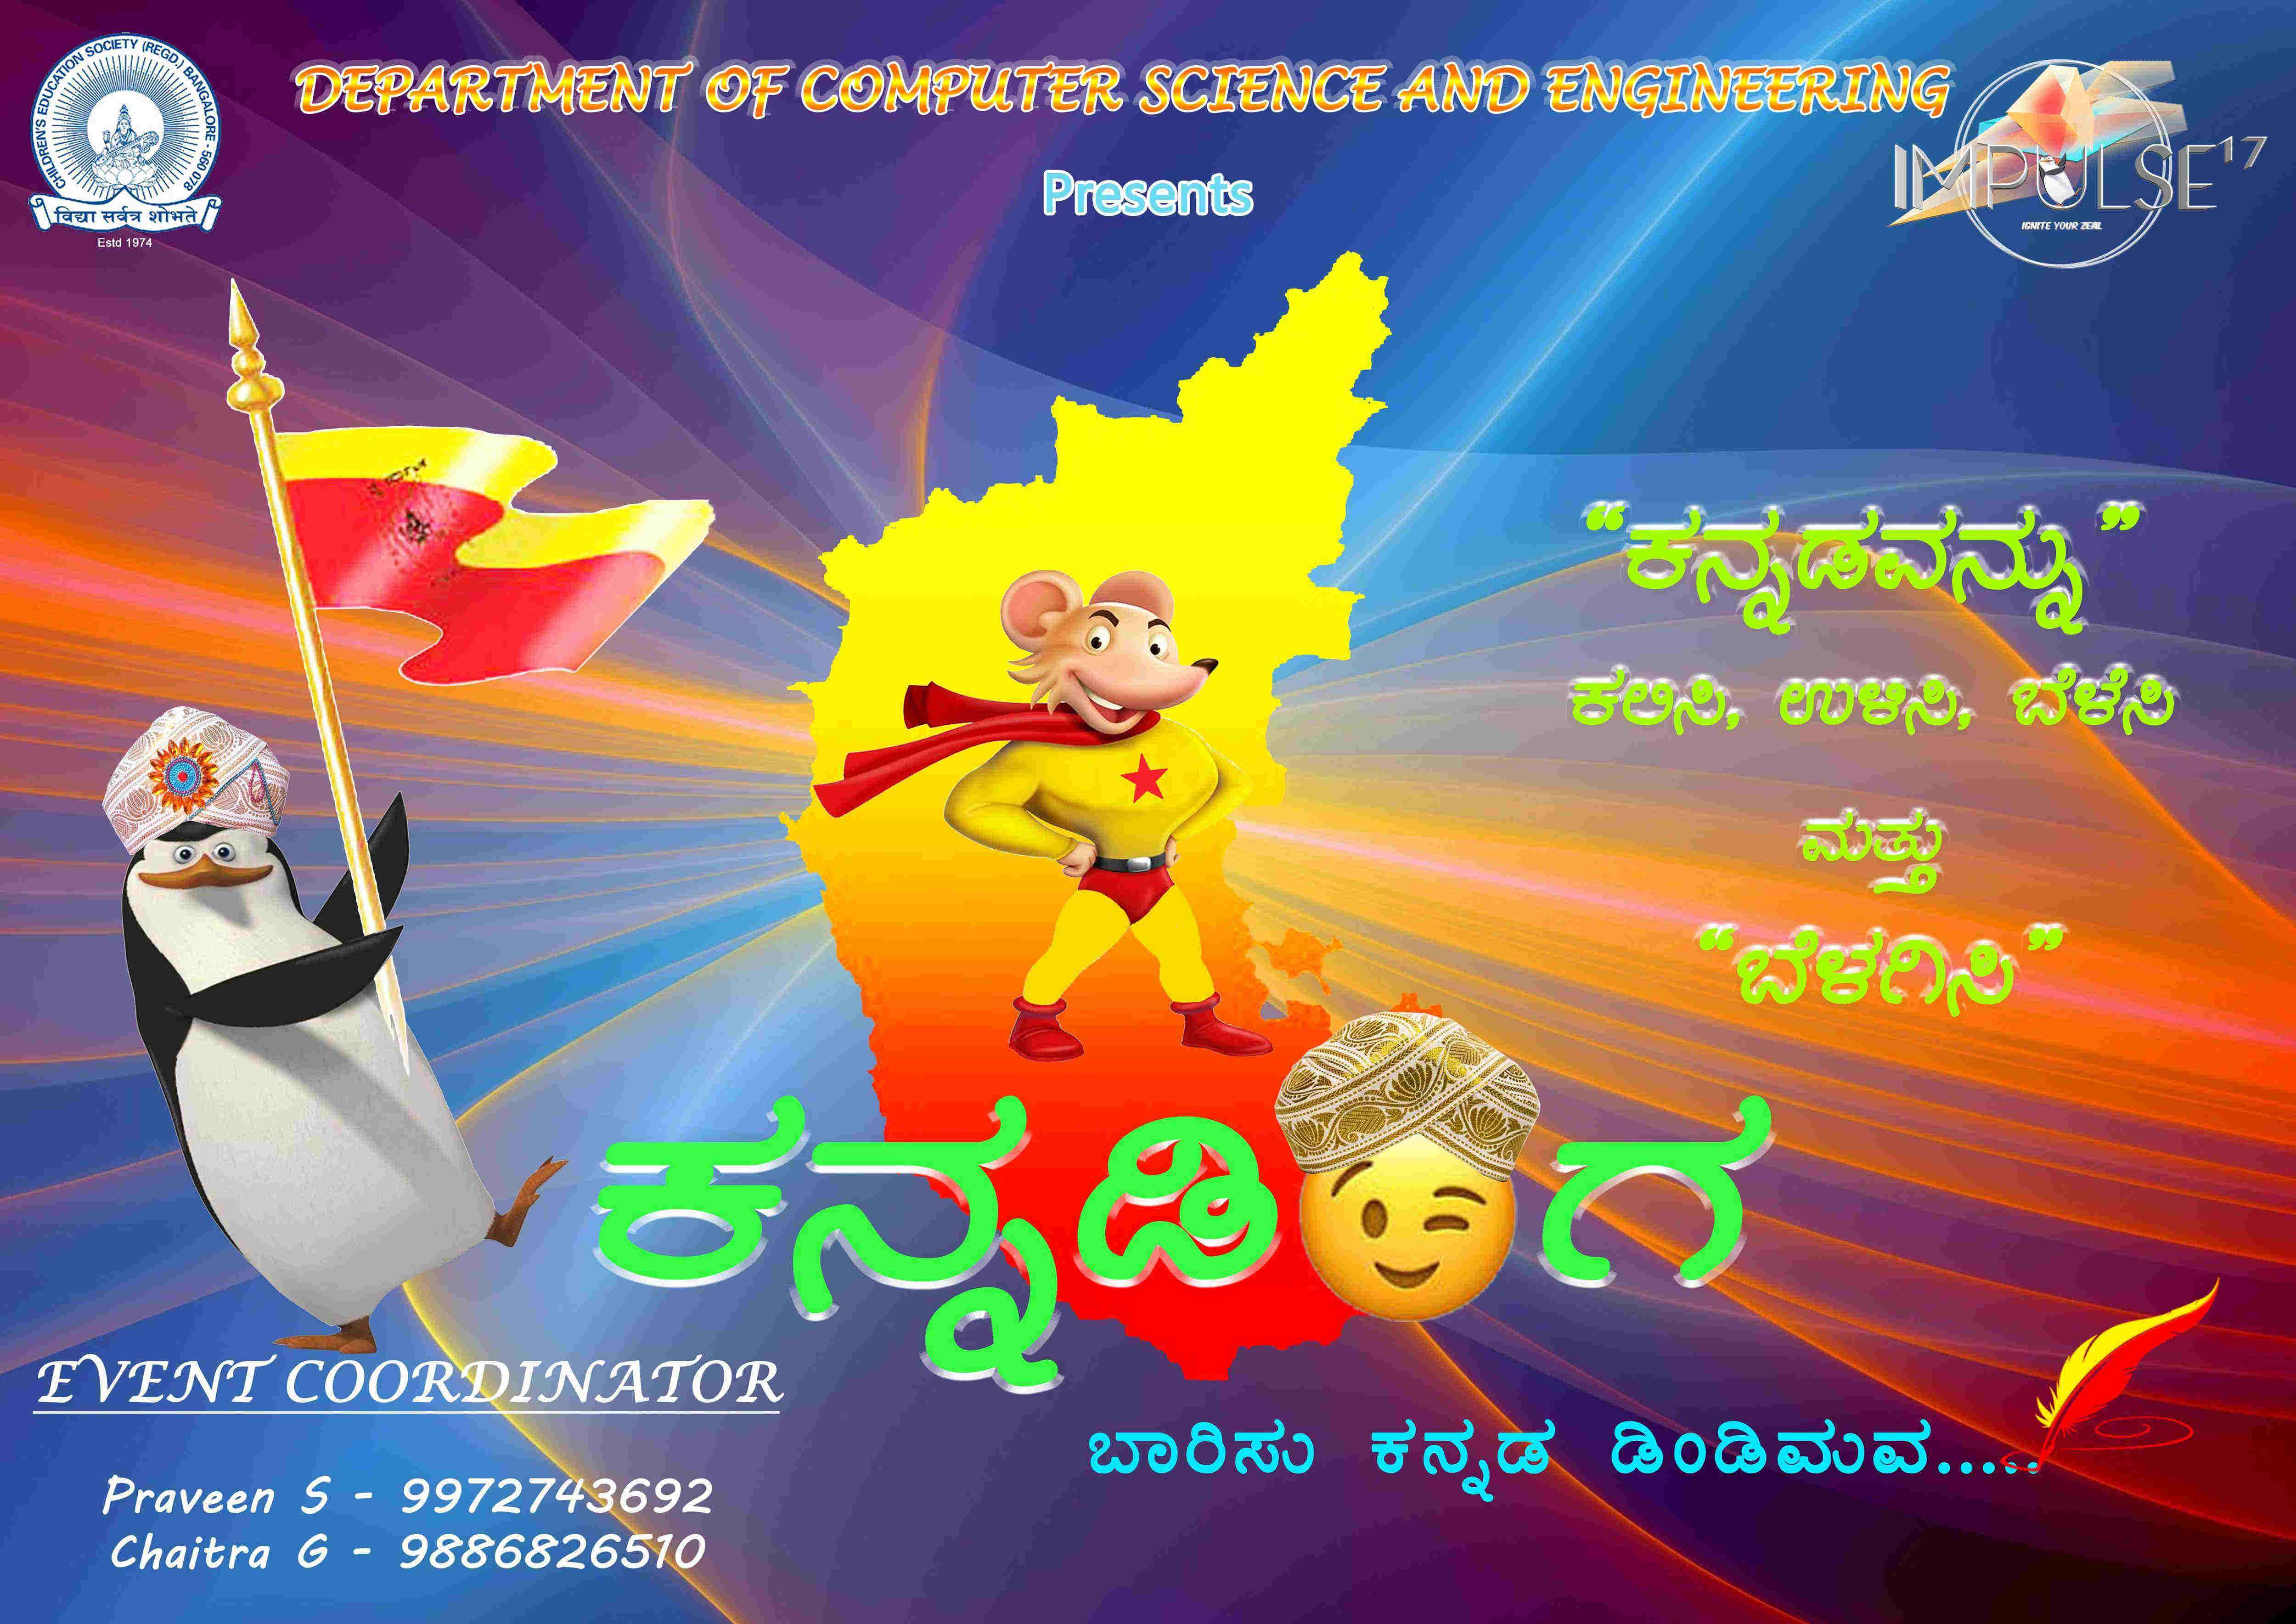 CHILDREN'S EDUCATION SOCIETY (REGD.) BANGALORE - 560 078
विद्या सर्वत्र शोभते
Estd 1974
DEPARTMENT OF COMPUTER SCIENCE AND ENGINEERING
IMPULSE'17
IGNITE YOUR ZEAL
Presents
“ಕನ್ನಡವನ್ನು”
ಕಲಿಸಿ, ಉಳಿಸಿ, ಬೆಳೆಸಿ
ಮತ್ತು
“ಬೆಳಗಿಸಿ”
ಕನ್ನಡಿಂಗ
ಬಾರಿಸು ಕನ್ನಡ ಡಿಂಡಿಮವ.....
EVENT COORDINATOR
Praveen S - 9972743692
Chaitra G - 9886826510